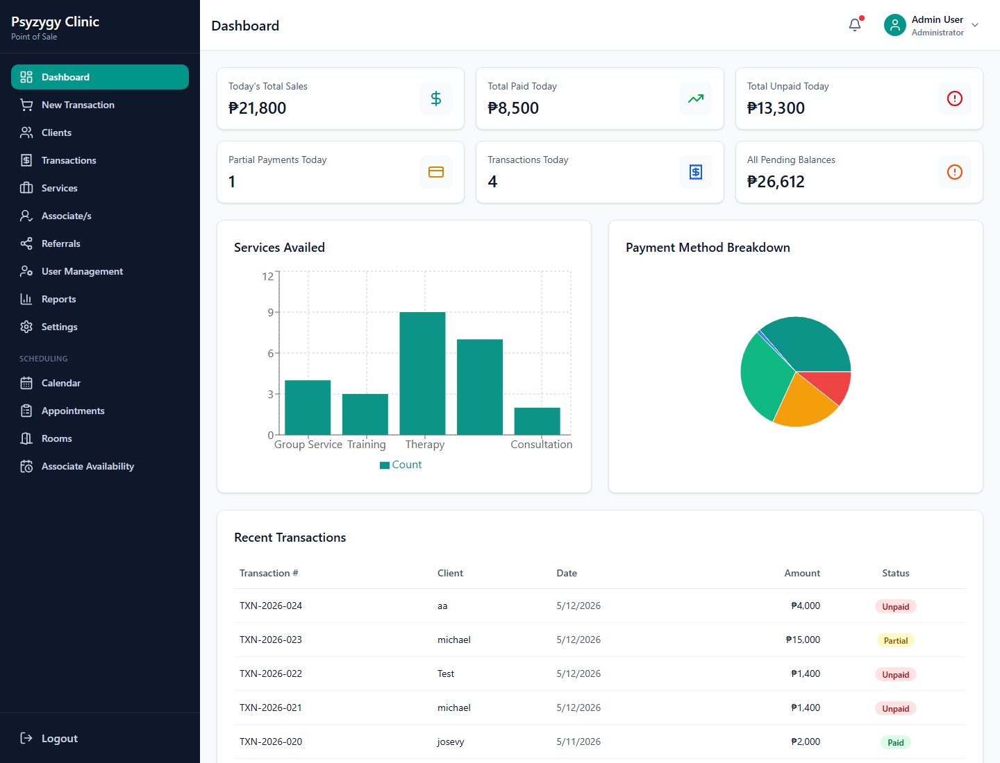 Psyzygy Clinic
Point of Sale
Dashboard
New Transaction
Clients
Transactions
Services
Associate/s
Referrals
User Management
Reports
Settings
SCHEDULING
Calendar
Appointments
Rooms
Associate Availability
Logout
Dashboard
Admin User
Administrator
Today's Total Sales
₱21,800
Total Paid Today
₱8,500
Total Unpaid Today
₱13,300
Partial Payments Today
1
Transactions Today
4
All Pending Balances
₱26,612
Services Availed
12
9
6
3
0
Group Service Training Therapy Consultation
Count
Payment Method Breakdown
Recent Transactions
Transaction # Client Date Amount Status
TXN-2026-024 aa 5/12/2026 ₱4,000 Unpaid
TXN-2026-023 michael 5/12/2026 ₱15,000 Partial
TXN-2026-022 Test 5/12/2026 ₱1,400 Unpaid
TXN-2026-021 michael 5/12/2026 ₱1,400 Unpaid
TXN-2026-020 josevy 5/11/2026 ₱2,000 Paid